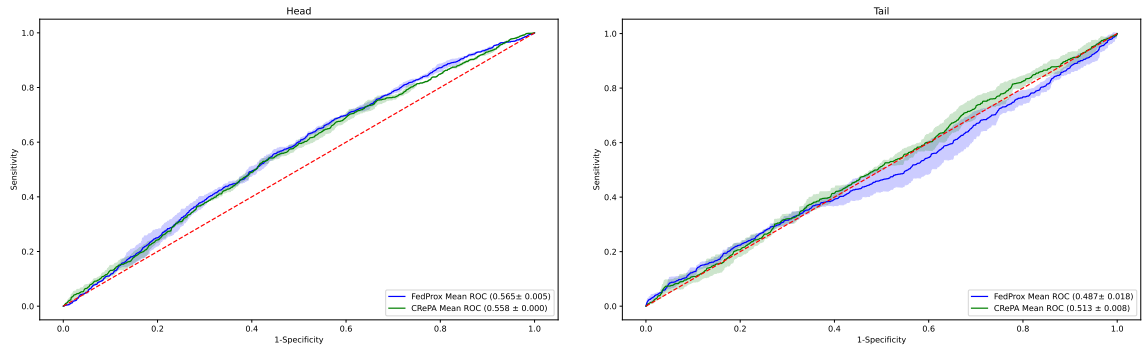 Head
Sensitivity
1.0
0.8
0.6
0.4
0.2
0.0
FedProx Mean ROC (0.565± 0.005)
CRePA Mean ROC (0.558 ± 0.000)
0.0 0.2 0.4 0.6 0.8 1.0
1-Specificity
Tail
Sensitivity
1.0
0.8
0.6
0.4
0.2
0.0
FedProx Mean ROC (0.487± 0.018)
CRePA Mean ROC (0.513 ± 0.008)
0.0 0.2 0.4 0.6 0.8 1.0
1-Specificity